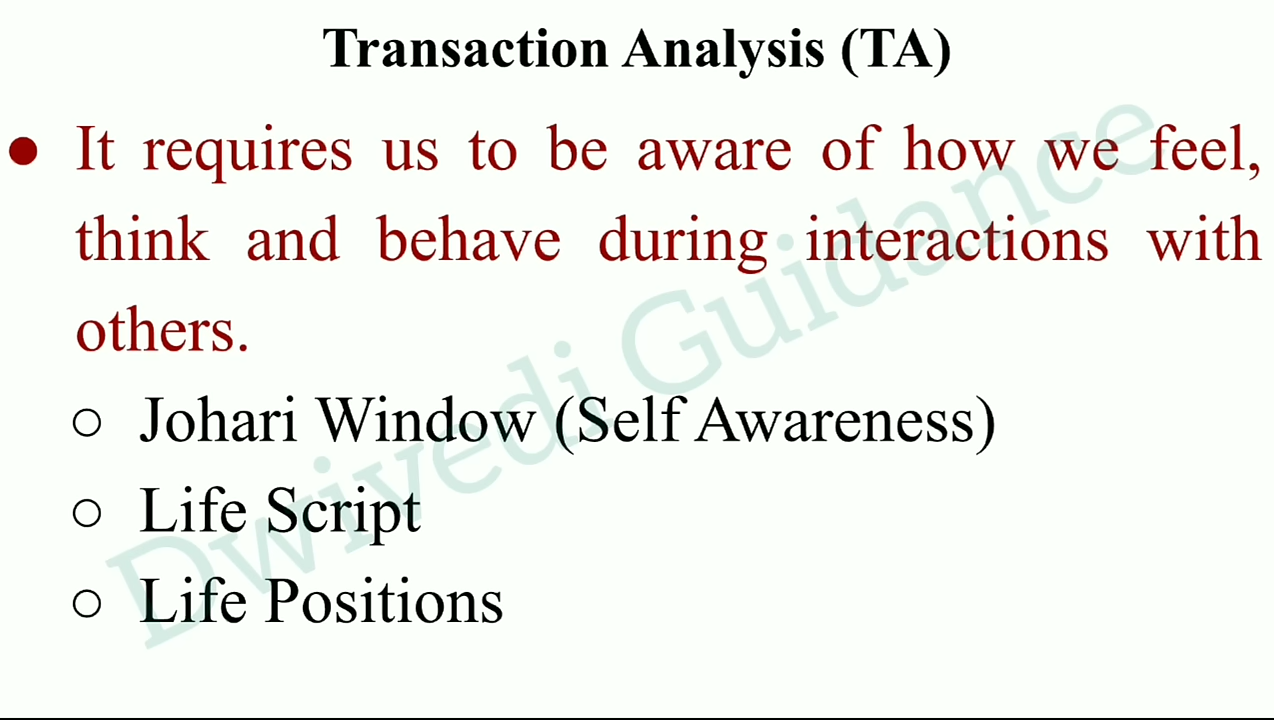 Transaction Analysis (TA)
● It requires us to be aware of how we feel,
think and behave during interactions with
others.
○ Johari Window (Self Awareness)
○ Life Script
○ Life Positions
Dwivedi Guidance